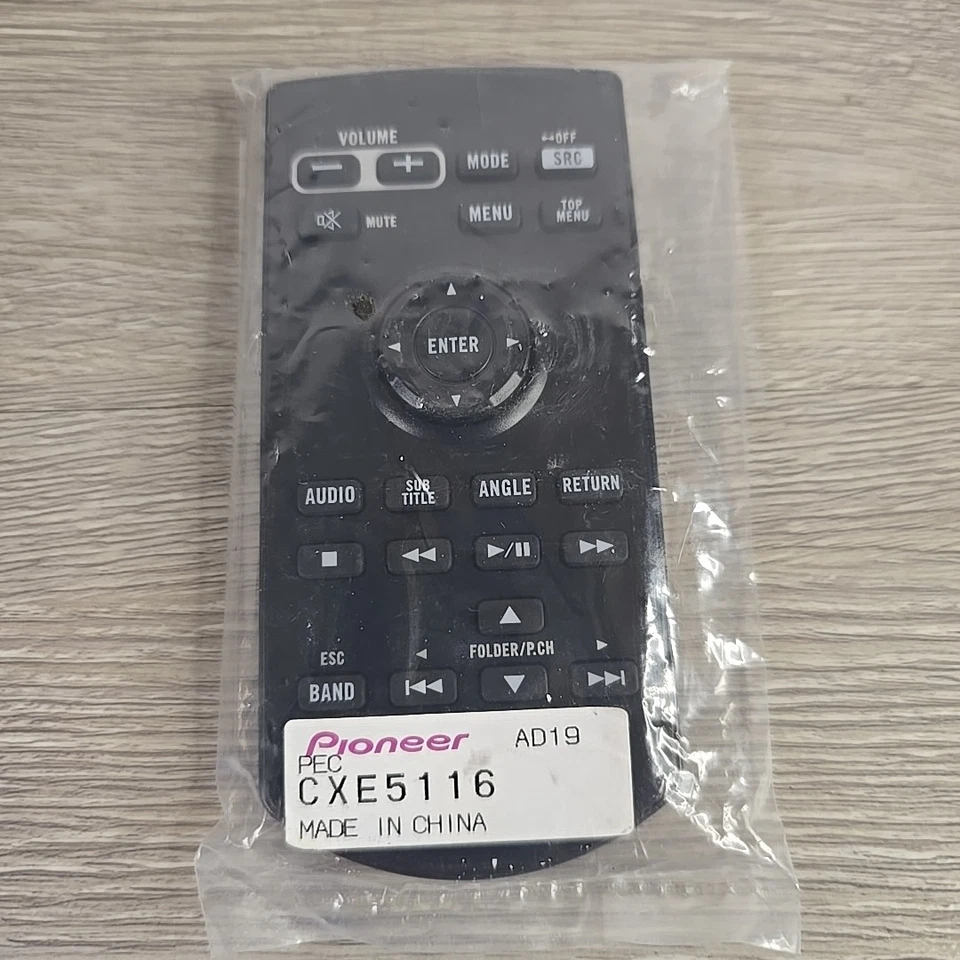 VOLUME
OFF
MODE
SRC
MUTE
MENU
TOP
MENU
ENTER
AUDIO
SUB
TITLE
ANGLE
RETURN
FOLDER/P.CH
ESC
BAND
Pioneer
AD19
PEC
CXE5116
MADE IN CHINA